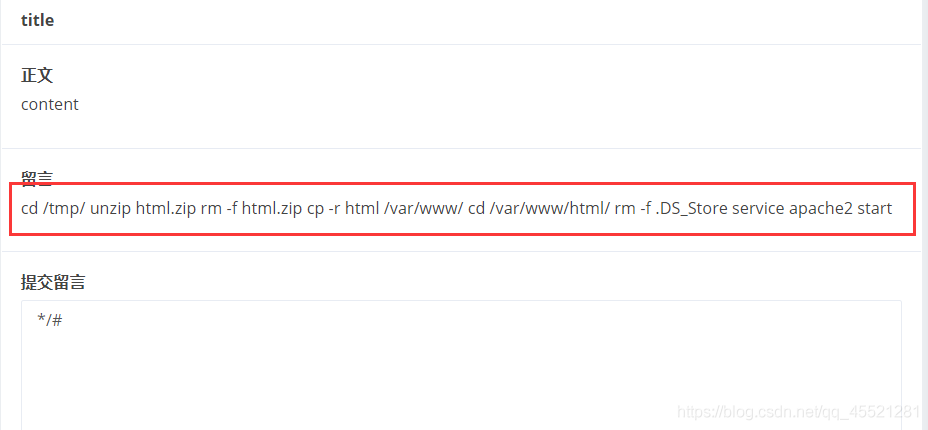 title
正文
content
留言
cd /tmp/ unzip html.zip rm -f html.zip cp -r html /var/www/ cd /var/www/html/ rm -f .DS_Store service apache2 start
提交留言
*/#
https://blog.csdn.net/qq_45521281